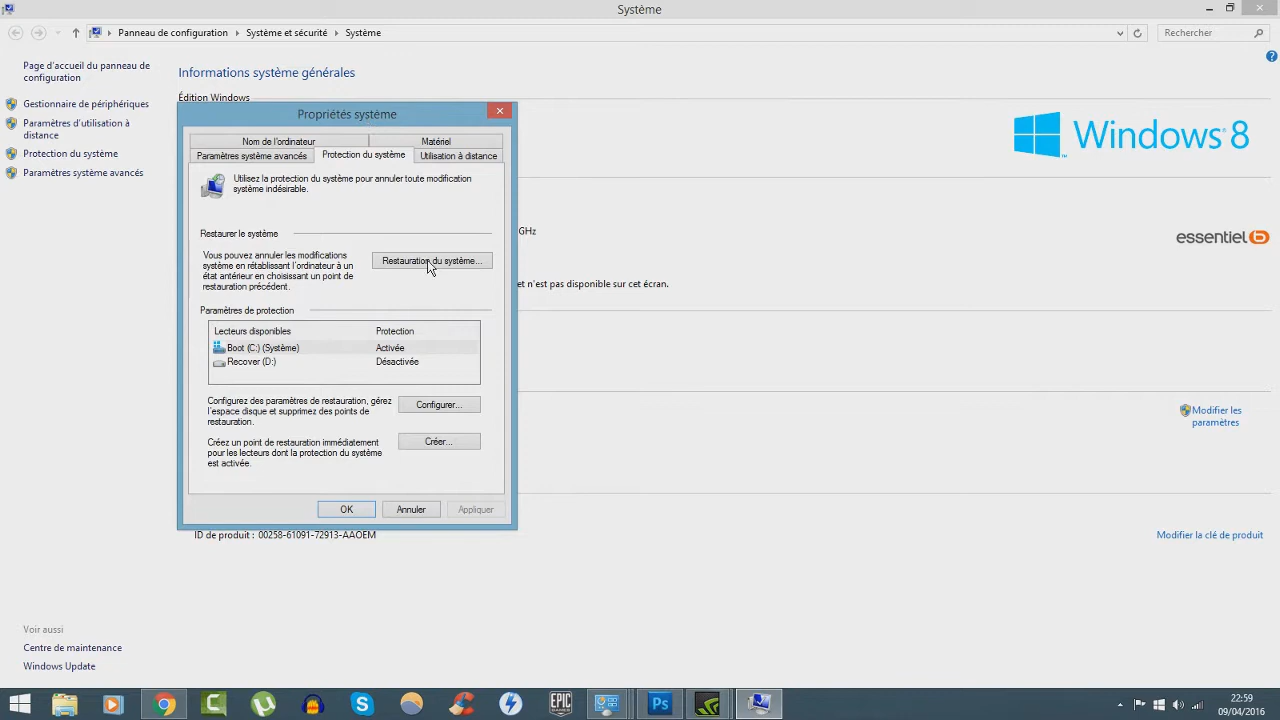 Système
Panneau de configuration
Système et sécurité
Système
Rechercher
Page d'accueil du panneau de
configuration
Gestionnaire de périphériques
Paramètres d'utilisation à
distance
Protection du système
Paramètres système avancés
Informations système générales
Édition Windows
Windows 8
Propriétés système
Nom de l'ordinateur
Matériel
Paramètres système avancés
Protection du système
Utilisation à distance
Utilisez la protection du système pour annuler toute modification
système indésirable.
Restaurer le système
Vous pouvez annuler les modifications
système en rétablissant l'ordinateur à un
état antérieur en choisissant un point de
restauration précédent.
Restauration du système...
Paramètres de protection
Lecteurs disponibles
Protection
Boot (C:) (Système)
Activée
Recover (D:)
Désactivée
Configurez des paramètres de restauration, gérez
l'espace disque et supprimez des points de
restauration.
Configurer...
Créez un point de restauration immédiatement
pour les lecteurs dont la protection du système
est activée.
Créer...
OK
Annuler
Appliquer
GHz
essentiel b
et n'est pas disponible sur cet écran.
Modifier les
paramètres
ID de produit : 00258-61091-72913-AAOEM
Modifier la clé de produit
Voir aussi
Centre de maintenance
Windows Update
EPIC
GAMES
Ps
22:59
09/04/2016